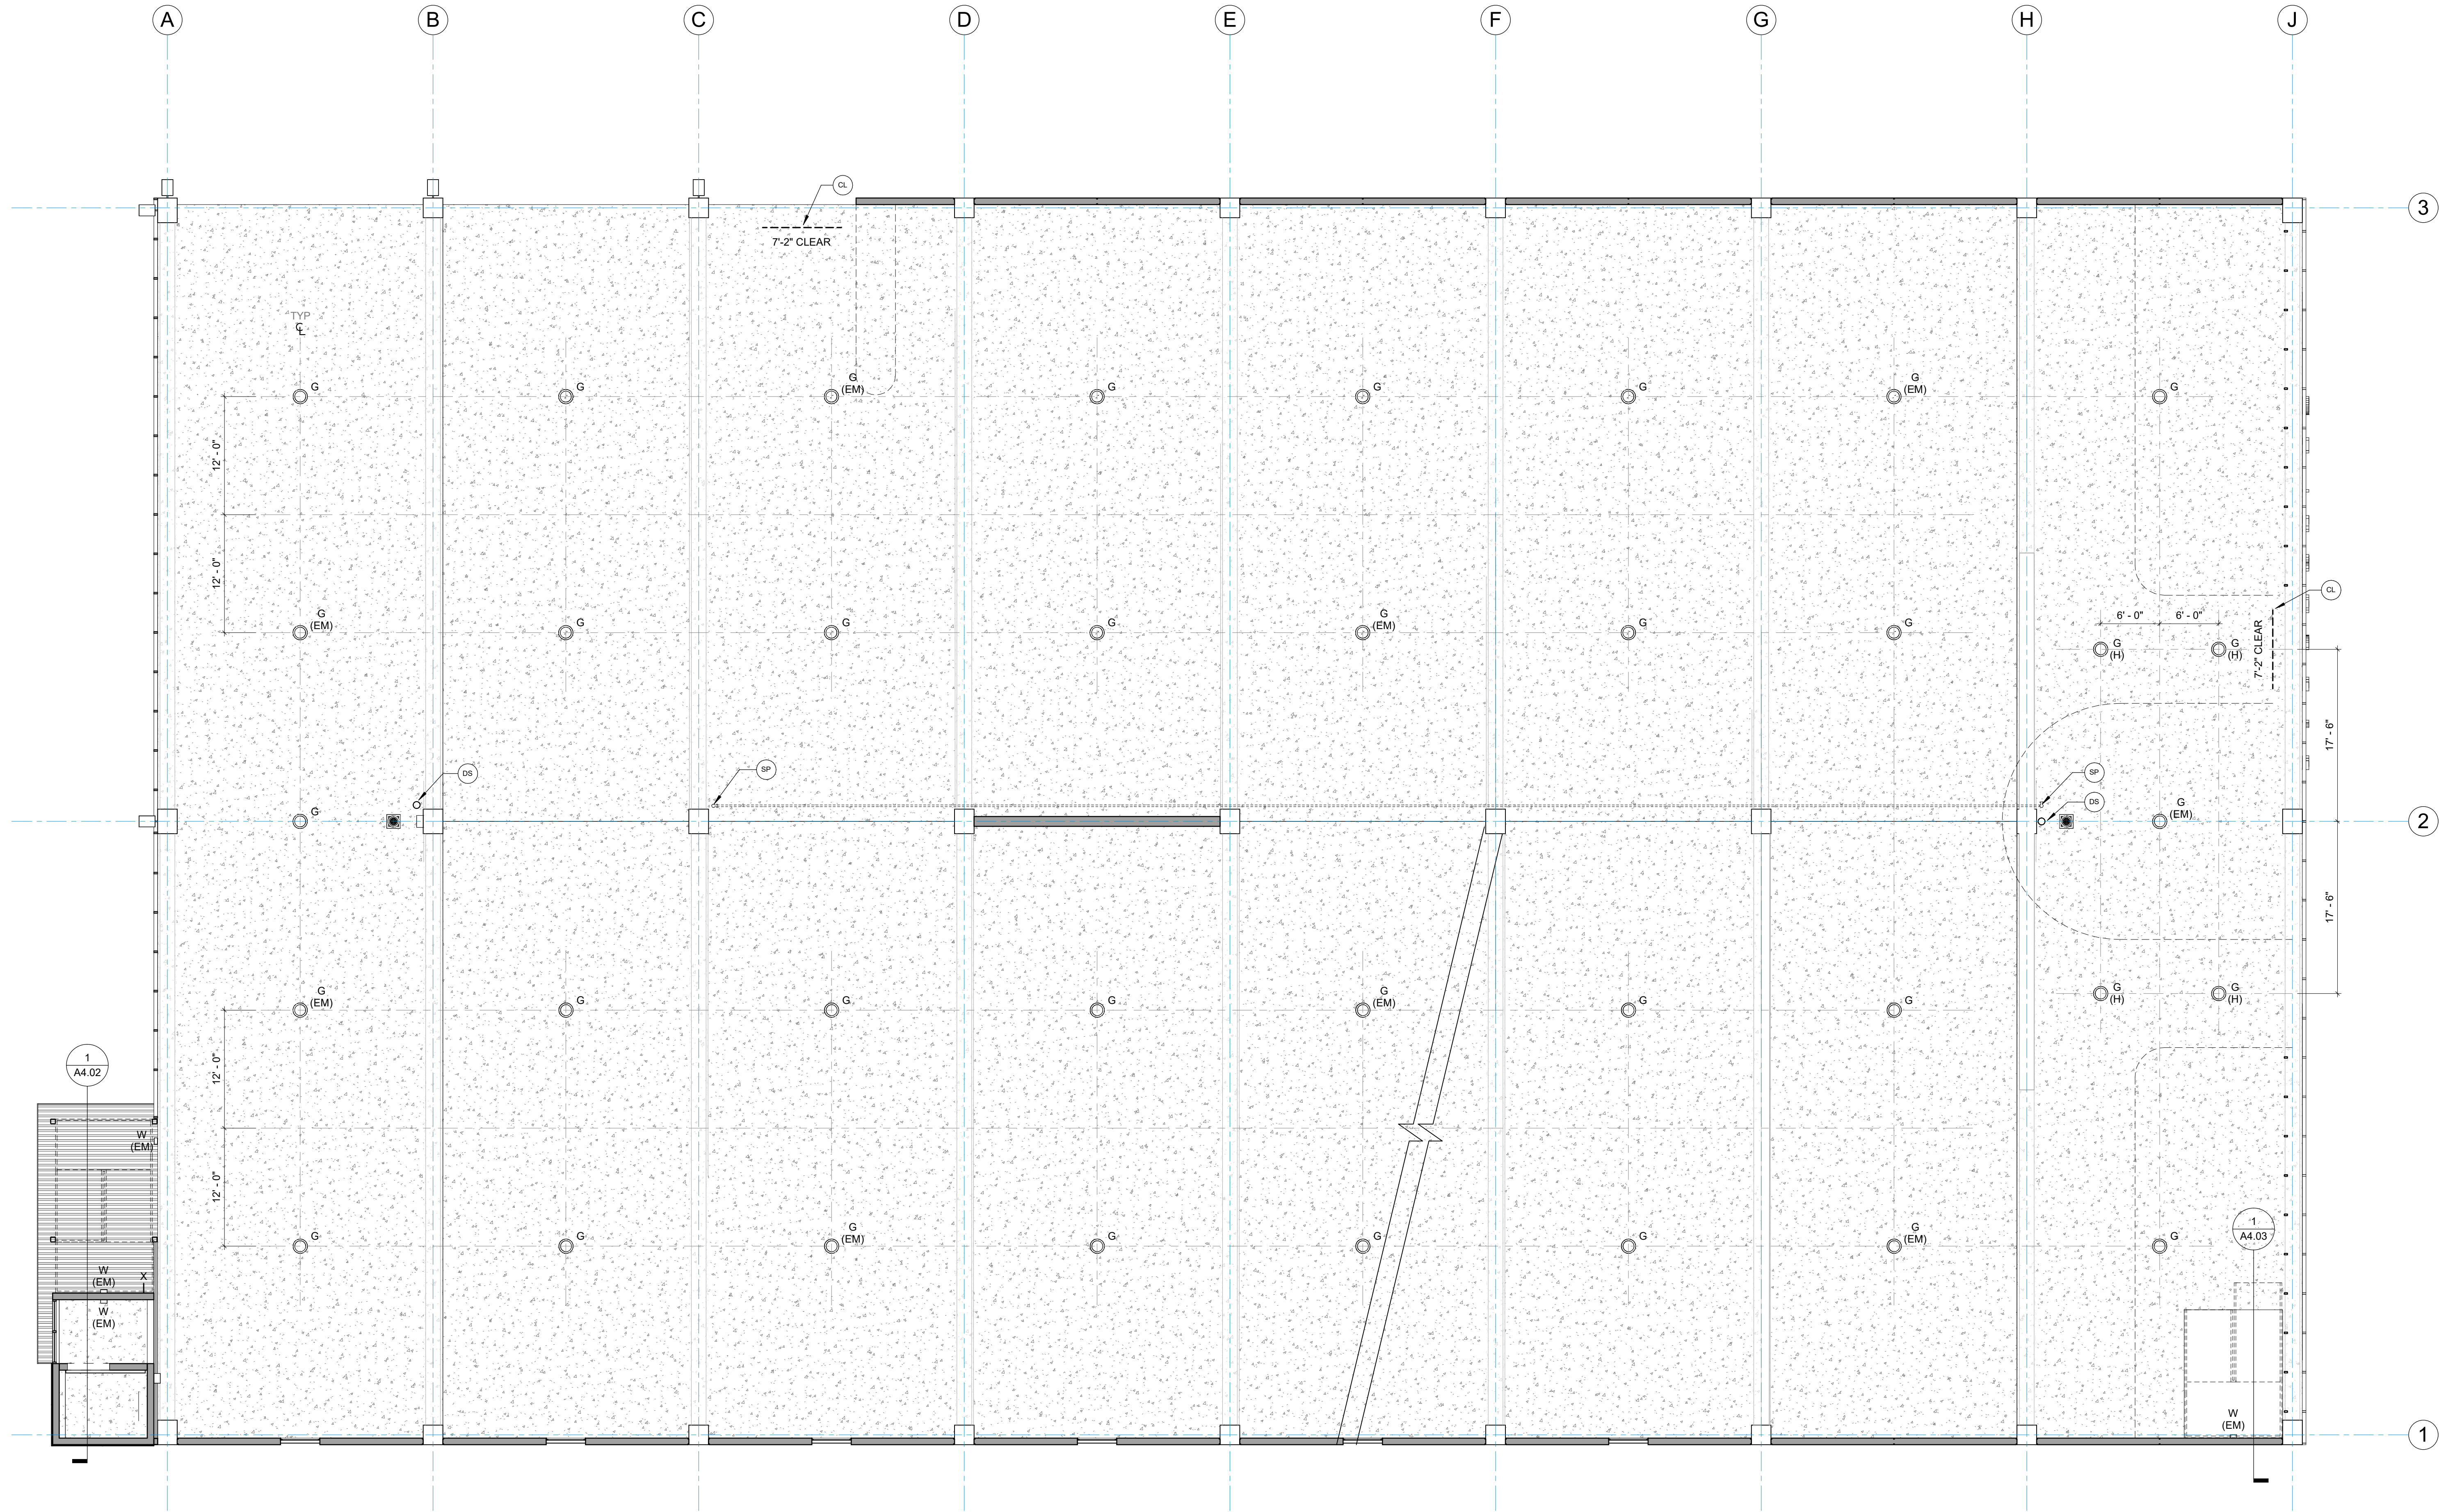 A B C D E F G H J
CL
3
7'-2" CLEAR
TYP
CL
G G G
(EM) G G G G
(EM) G
12' - 0"
12' - 0"
CL
6' - 0" 6' - 0"
G
(EM) G G G G
(EM) G G
G
(H)
G
(H)
7'-2" CLEAR
17' - 6"
DS
SP
SP
DS
G
G
(EM)
2
17' - 6"
G
(EM) G G G G
(EM) G G
G
(H)
G
(H)
1
A4.02
12' - 0"
12' - 0"
W
(EM)
G G G
(EM) G G G G
(EM) G
1
A4.03
W
(EM)
X
W
(EM)
W
(EM)
1